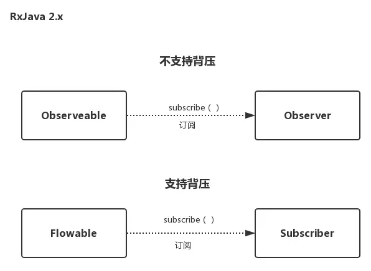 RxJava 2.x
不支持背压
Observeable
subscribe（ ）
订阅
Observer
支持背压
Flowable
subscribe（ ）
订阅
Subscriber